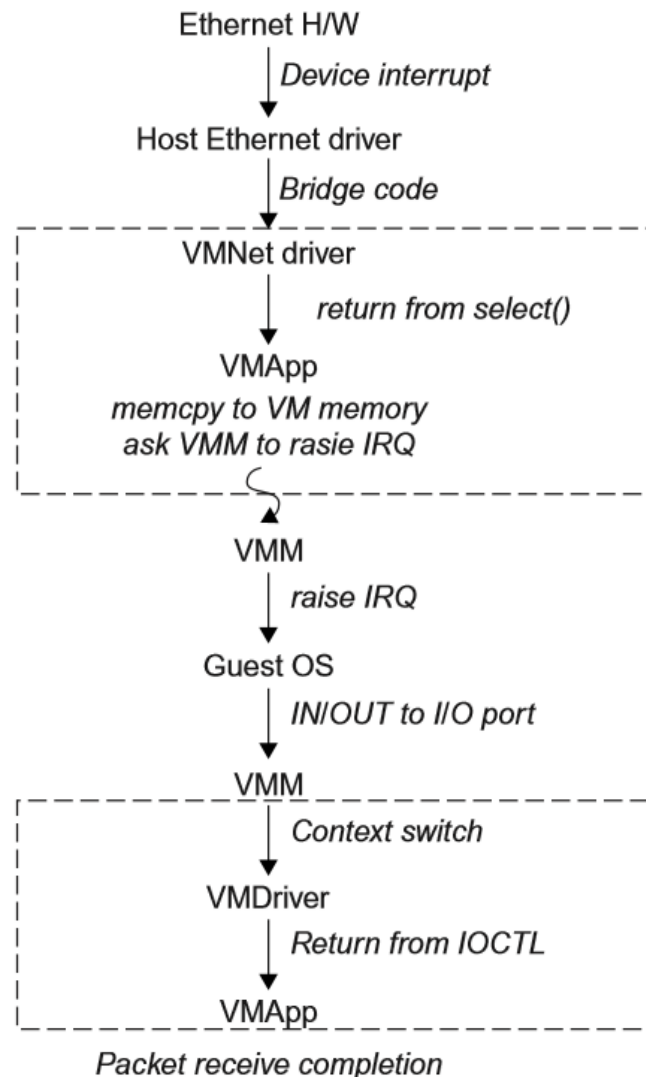 Ethernet H/W
Device interrupt
Host Ethernet driver
Bridge code
VMNet driver
return from select()
VMApp
memcpy to VM memory
ask VMM to rasie IRQ
VMM
raise IRQ
Guest OS
IN/OUT to I/O port
VMM
Context switch
VMDriver
Return from IOCTL
VMApp
Packet receive completion